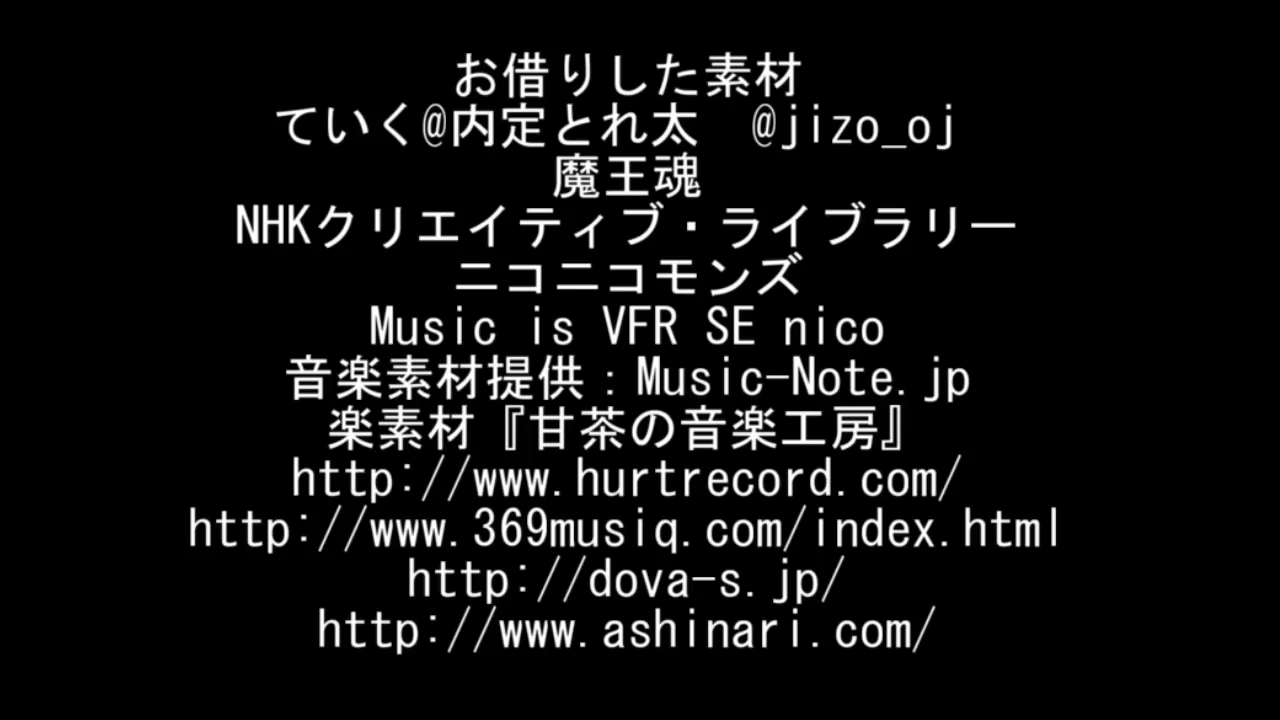 お借りした素材
ていく@内定とれ太　@jizo_oj
魔王魂
NHKクリエイティブ・ライブラリー
ニコニコモンズ
Music is VFR SE nico
音楽素材提供：Music-Note.jp
楽素材『甘茶の音楽工房』
http://www.hurtrecord.com/
http://www.369musiq.com/index.html
http://dova-s.jp/
http://www.ashinari.com/